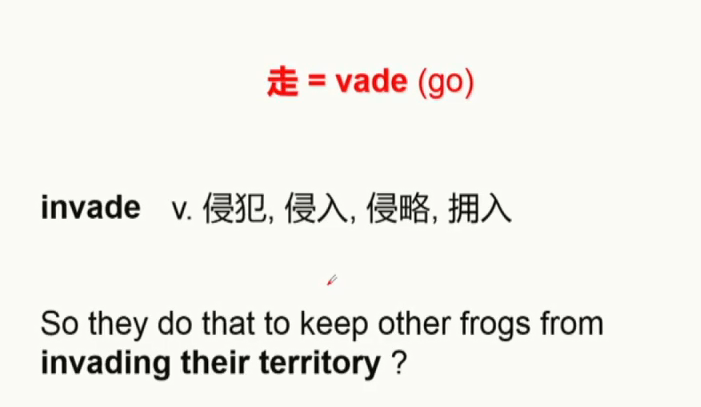 走 = vade (go)
invade v. 侵犯, 侵入, 侵略, 拥入
So they do that to keep other frogs from
invading their territory ?